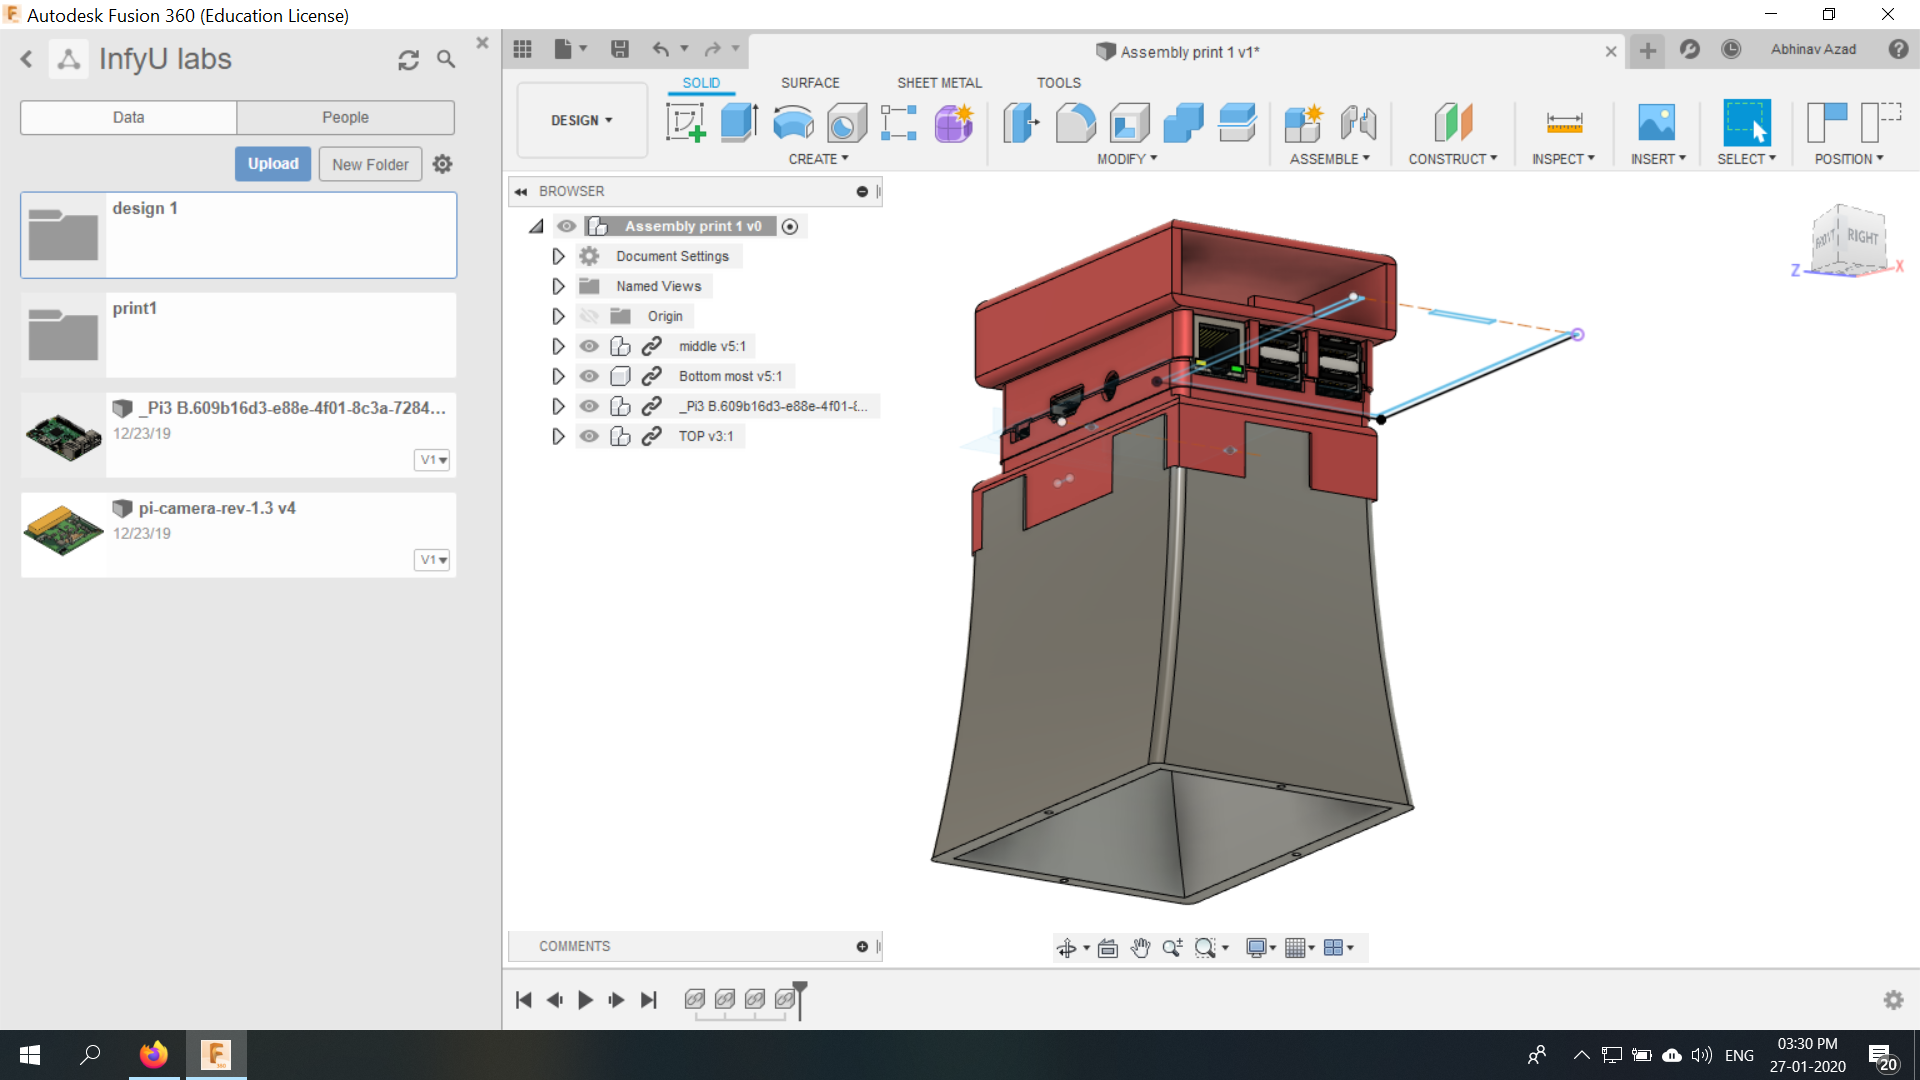 Autodesk Fusion 360 (Education License)
InfyU labs
Data
People
Upload
New Folder
design 1
print1
_Pi3 B.609b16d3-e88e-4f01-8c3a-7284...
12/23/19
V1
pi-camera-rev-1.3 v4
12/23/19
V1
Assembly print 1 v1*
Abhinav Azad
SOLID
SURFACE
SHEET METAL
TOOLS
DESIGN
CREATE
MODIFY
ASSEMBLE
CONSTRUCT
INSPECT
INSERT
SELECT
POSITION
BROWSER
Assembly print 1 v0
Document Settings
Named Views
Origin
middle v5:1
Bottom most v5:1
_Pi3 B.609b16d3-e88e-4f01-8...
TOP v3:1
FRONT
RIGHT
Z
X
COMMENTS
ENG
03:30 PM
27-01-2020
20